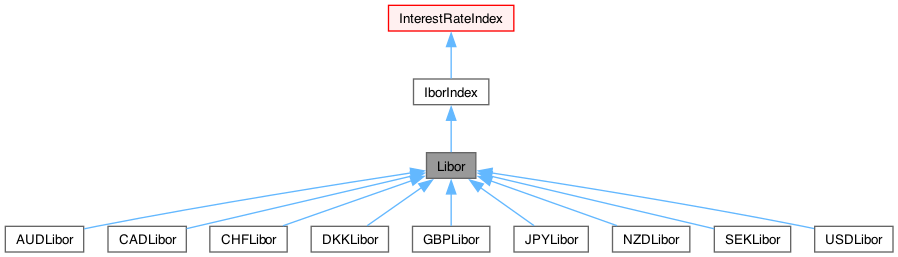 InterestRateIndex
IborIndex
Libor
AUDLibor
CADLibor
CHFLibor
DKKLibor
GBPLibor
JPYLibor
NZDLibor
SEKLibor
USDLibor